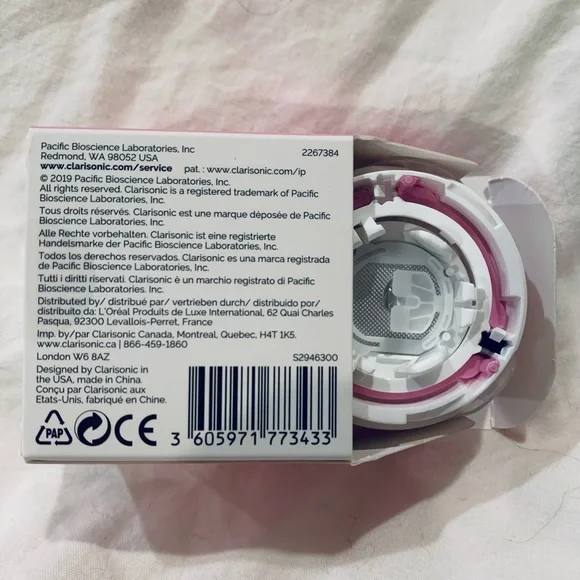 Pacific Bioscience Laboratories, Inc
Redmond, WA 98052 USA
2267384
www.clarisonic.com/service pat.: www.clarisonic.com/ip
© 2019 Pacific Bioscience Laboratories, Inc.
All rights reserved. Clarisonic is a registered trademark of Pacific
Bioscience Laboratories, Inc.
Tous droits réservés. Clarisonic est une marque déposée de Pacific
Bioscience Laboratories, Inc.
Alle Rechte vorbehalten. Clarisonic ist eine registrierte
Handelsmarke der Pacific Bioscience Laboratories, Inc.
Todos los derechos reservados. Clarisonic es una marca registrada
de Pacific Bioscience Laboratories, Inc.
Tutti i diritti riservati. Clarisonic è un marchio registrato di Pacific
Bioscience Laboratories, Inc.
Distributed by/ distribué par/ vertrieben durch/ distribuido por/
distribuito da: L'Oréal Produits de Luxe International, 62 Quai Charles
Pasqua, 92300 Levallois-Perret, France
Imp. by/par Clarisonic Canada, Montreal, Quebec, H4T 1K5.
www.clarisonic.ca | 866-459-1860
London W6 8AZ
S2946300
Designed by Clarisonic in
the USA, made in China.
Conçu par Clarisonic aux
Etats-Unis, fabriqué en Chine.
PAP
CE
3 605971 773433